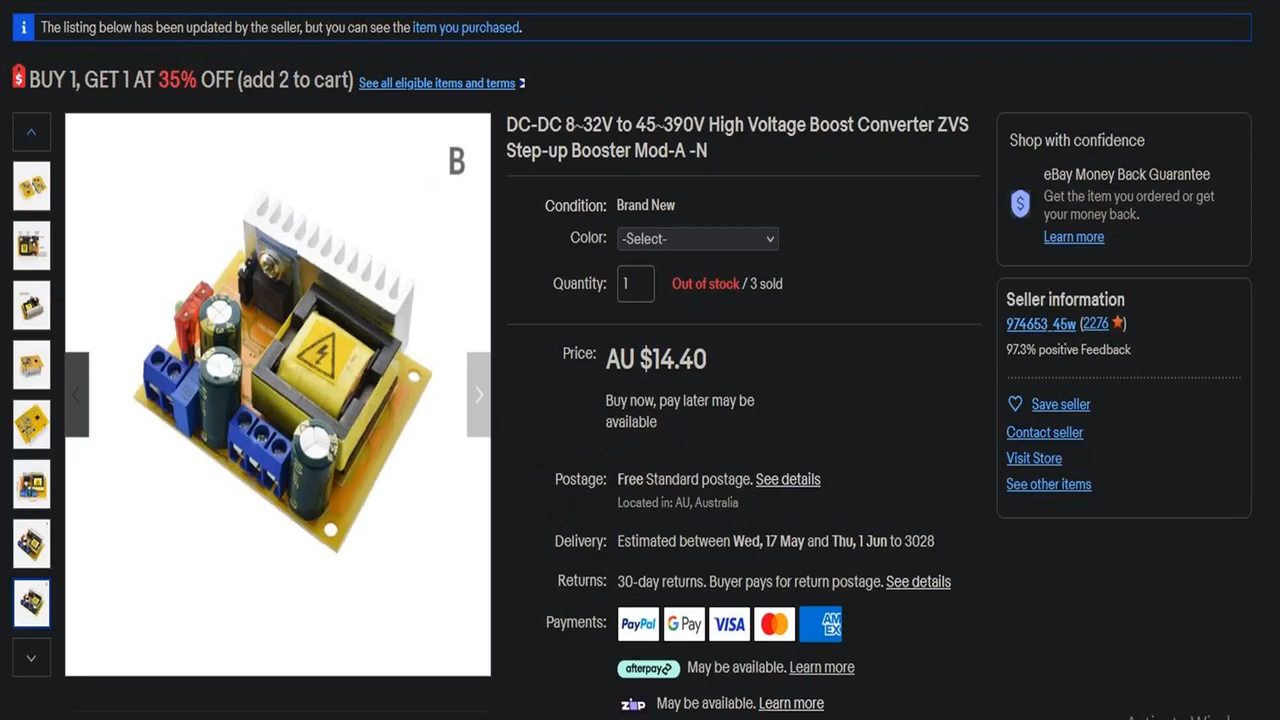 The listing below has been updated by the seller, but you can see the item you purchased.
BUY 1, GET 1 AT 35% OFF (add 2 to cart) See all eligible items and terms
B
DC-DC 8~32V to 45~390V High Voltage Boost Converter ZVS
Step-up Booster Mod-A -N
Condition: Brand New
Color: -Select-
Quantity: 1 Out of stock / 3 sold
Price: AU $14.40
Buy now, pay later may be
available
Postage: Free Standard postage. See details
Located in: AU, Australia
Delivery: Estimated between Wed, 17 May and Thu, 1 Jun to 3028
Returns: 30-day returns. Buyer pays for return postage. See details
Payments: PayPal G Pay VISA AM EX
afterpay May be available. Learn more
zip May be available. Learn more
Shop with confidence
eBay Money Back Guarantee
Get the item you ordered or get
your money back.
Learn more
Seller information
974653_45w (2276)
97.3% positive Feedback
Save seller
Contact seller
Visit Store
See other items